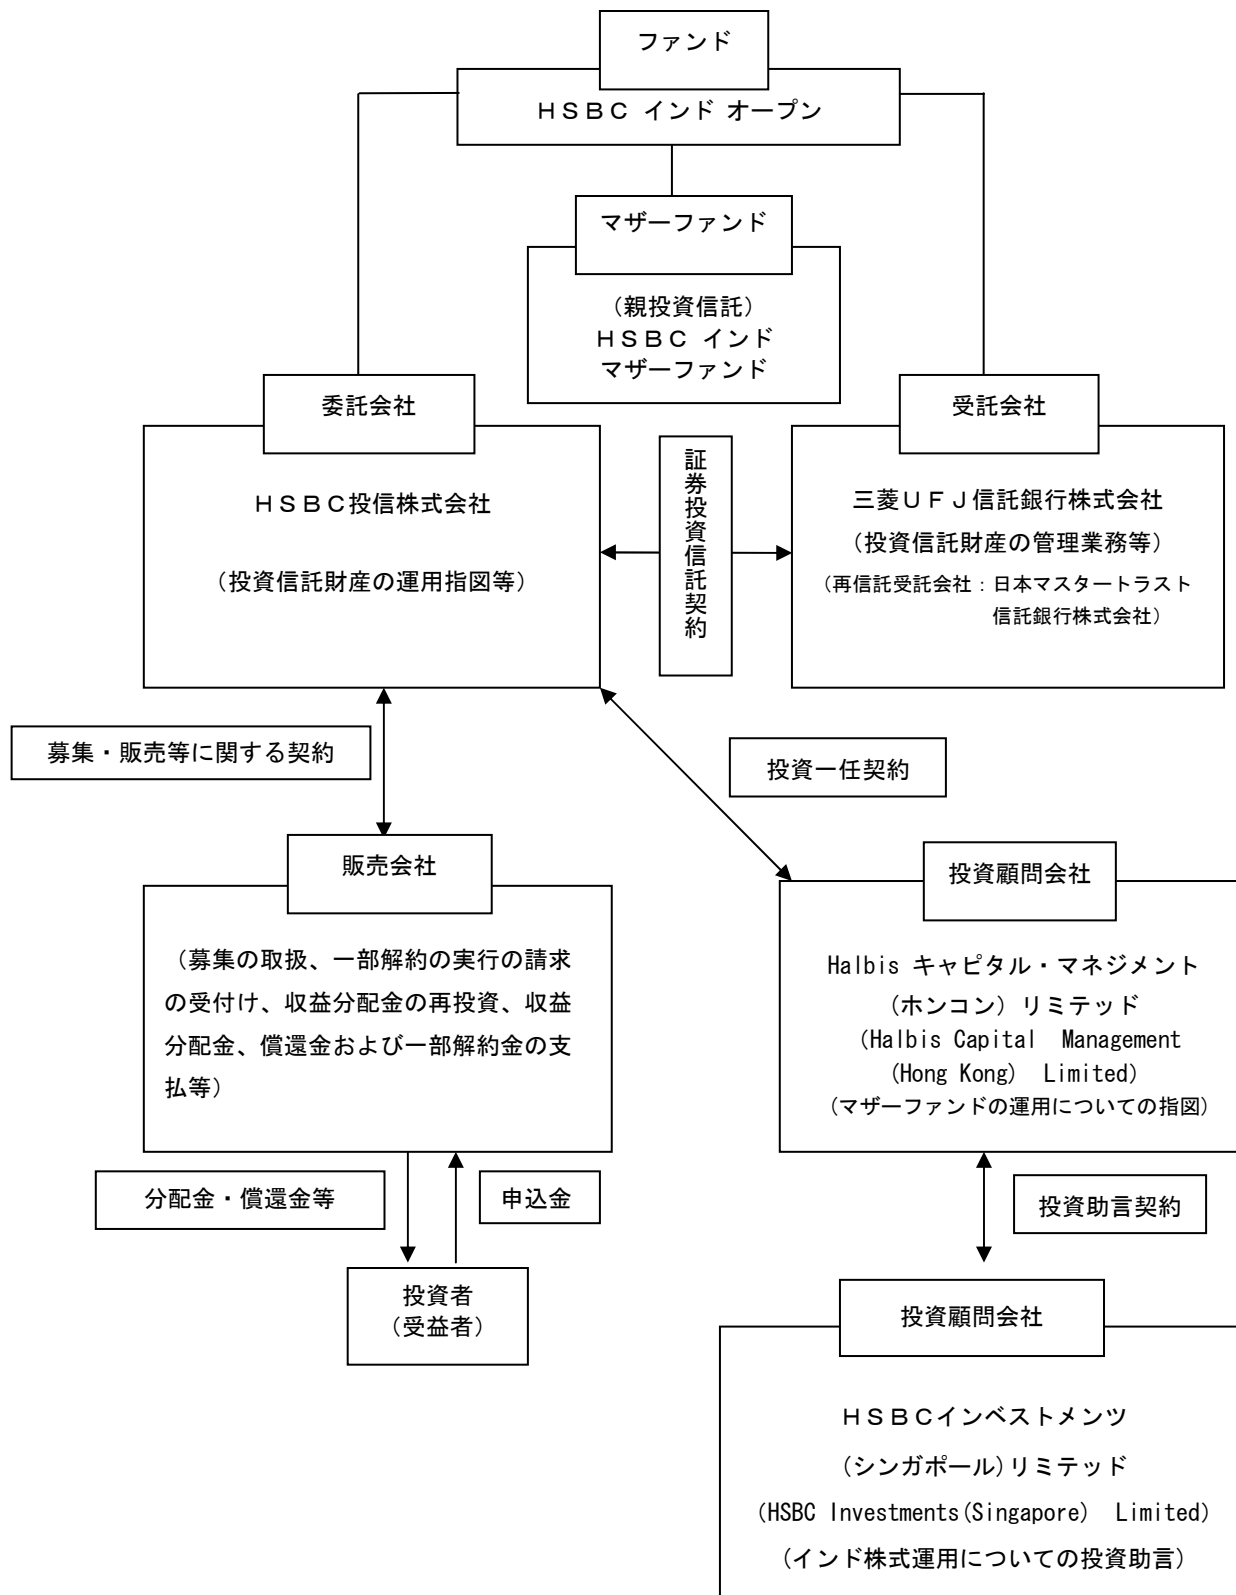 ファンド
ＨＳＢＣ インド オープン
マザーファンド
（親投資信託）
ＨＳＢＣ インド
マザーファンド
委託会社
ＨＳＢＣ投信株式会社
（投資信託財産の運用指図等）
証券投資信託契約
受託会社
三菱ＵＦＪ信託銀行株式会社
（投資信託財産の管理業務等）
（再信託受託会社：日本マスタートラスト
信託銀行株式会社）
募集・販売等に関する契約
投資一任契約
販売会社
（募集の取扱、一部解約の実行の請求
の受付け、収益分配金の再投資、収益
分配金、償還金および一部解約金の支
払等）
投資顧問会社
Halbis キャピタル・マネジメント
（ホンコン）リミテッド
(Halbis Capital Management
(Hong Kong) Limited)
（マザーファンドの運用についての指図）
分配金・償還金等
申込金
投資助言契約
投資者
（受益者）
投資顧問会社
ＨＳＢＣインベストメンツ
（シンガポール）リミテッド
(HSBC Investments(Singapore) Limited)
（インド株式運用についての投資助言）